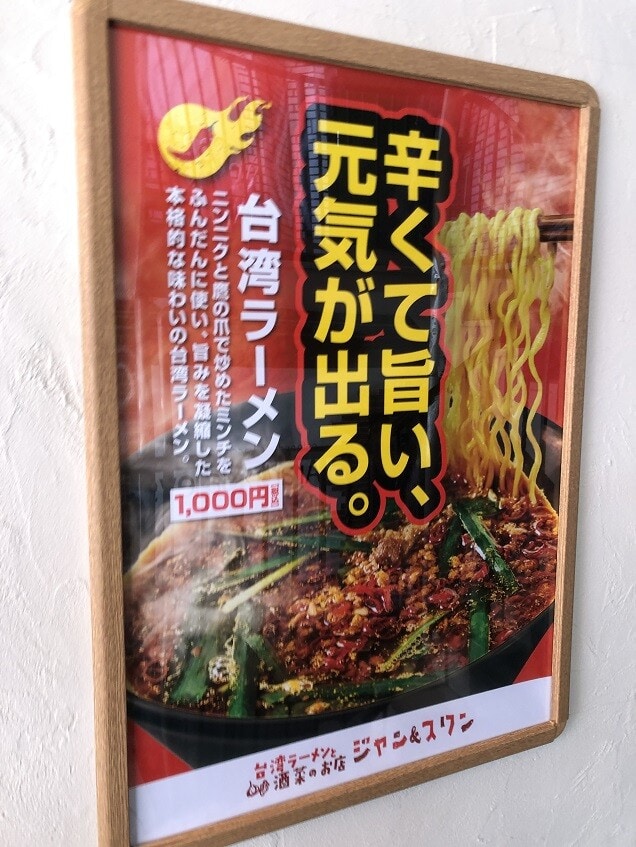 辛くて旨い、
元気が出る。
台湾ラーメン
ニンニクと鷹の爪で炒めたミンチを
ふんだんに使い、旨みを凝縮した
本格的な味わいの台湾ラーメン。
1,000円税込
台湾ラーメンと
酒菜のお店
ジャン&スワン